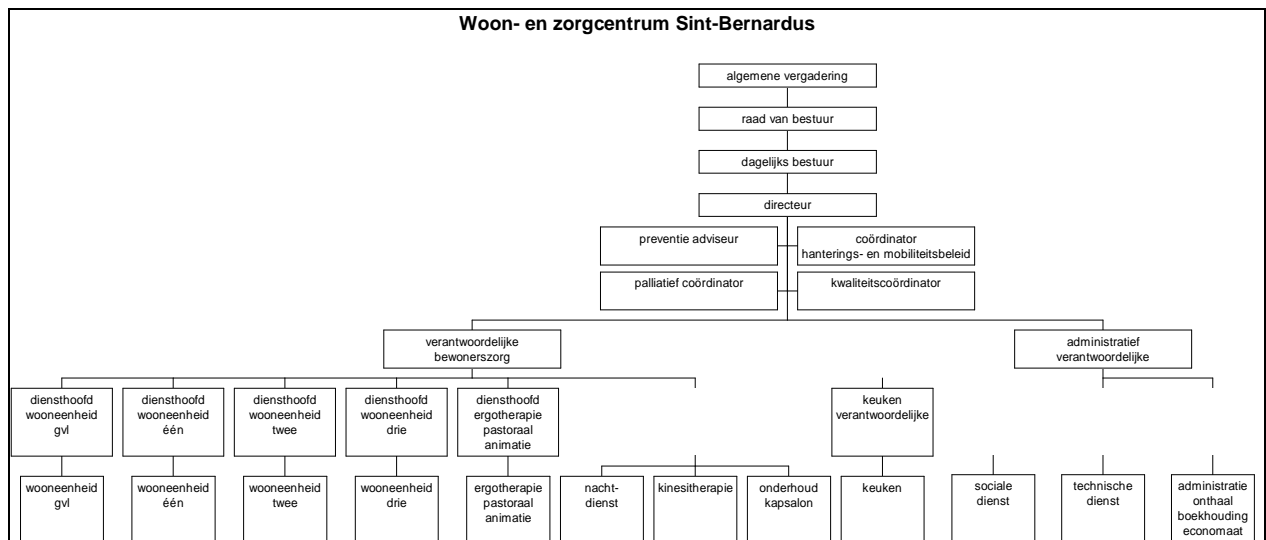 Woon- en zorgcentrum Sint-Bernardus
algemene vergadering
raad van bestuur
dagelijks bestuur
directeur
preventie adviseur
coördinator
hanterings- en mobiliteitsbeleid
palliatief coördinator
kwaliteitscoördinator
verantwoordelijke
bewonerszorg
administratief
verantwoordelijke
diensthoofd
wooneenheid
gvl
diensthoofd
wooneenheid
één
diensthoofd
wooneenheid
twee
diensthoofd
wooneenheid
drie
diensthoofd
ergotherapie
pastoraal
animatie
keuken
verantwoordelijke
wooneenheid
gvl
wooneenheid
één
wooneenheid
twee
wooneenheid
drie
ergotherapie
pastoraal
animatie
nacht-
dienst
kinesitherapie
onderhoud
kapsalon
keuken
sociale
dienst
technische
dienst
administratie
onthaal
boekhouding
economaat